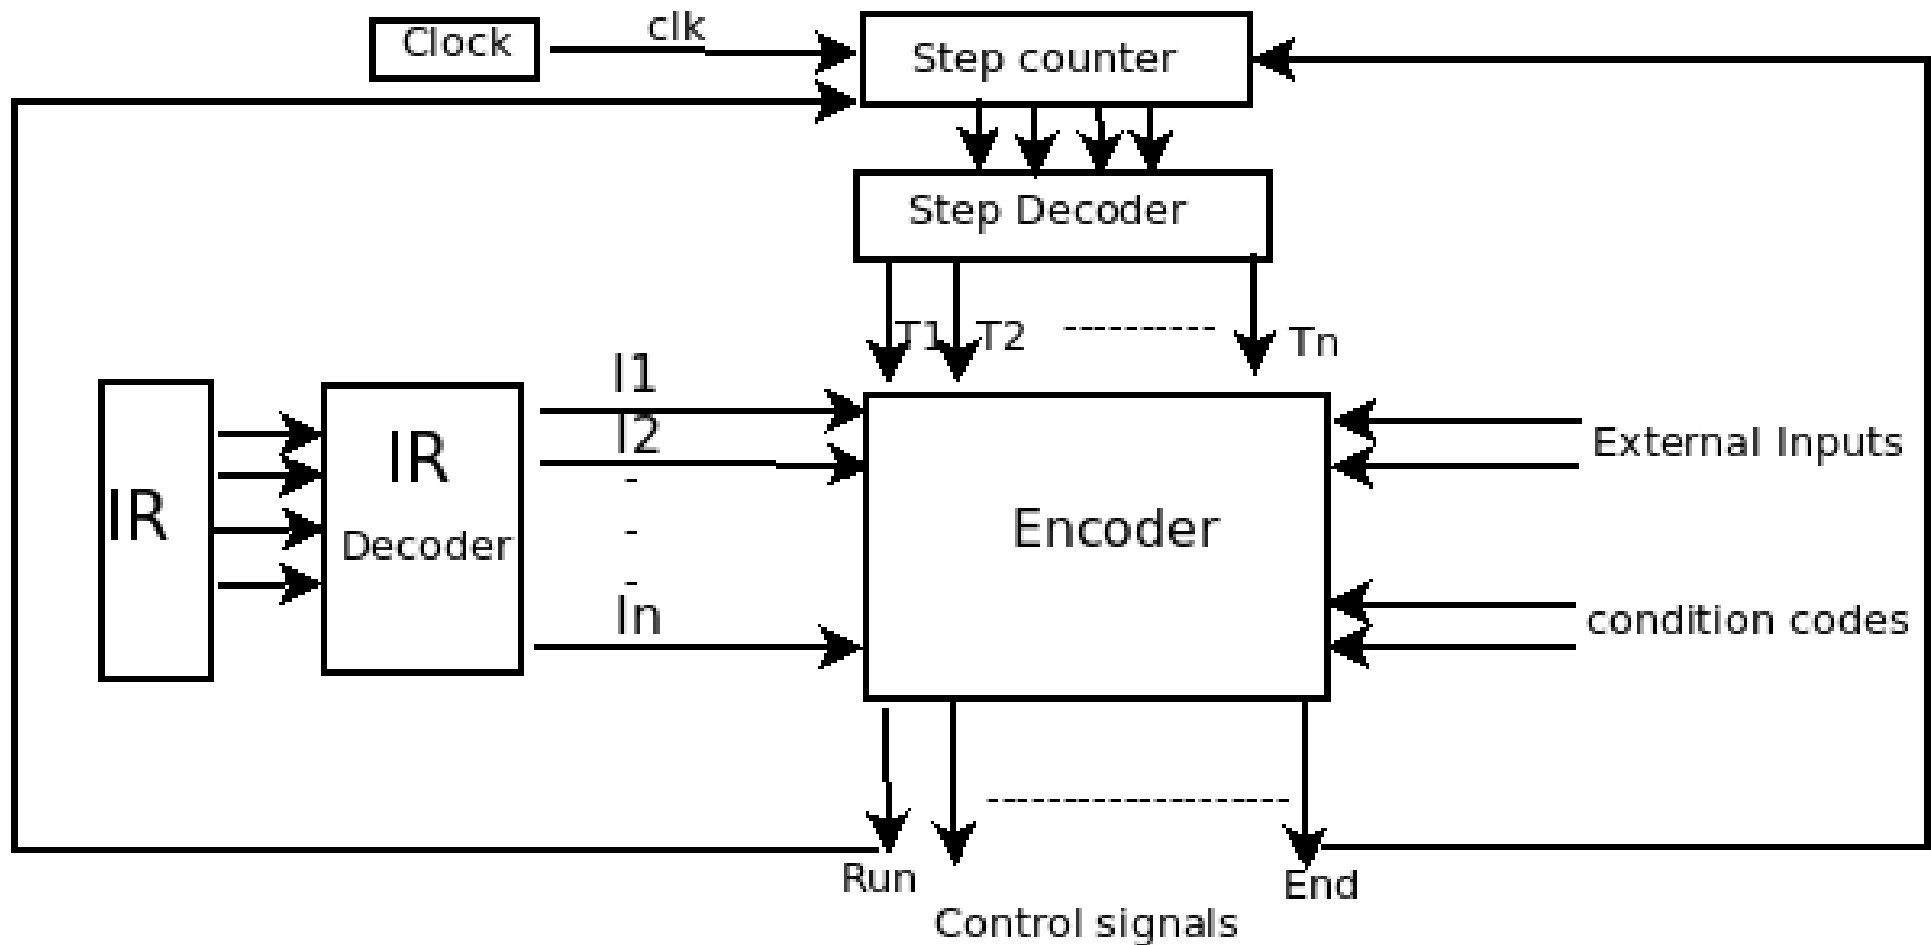 Clock
clk
Step counter
Step Decoder
T1 T2 ---------- Tn
I1
I2
-
-
-
In
IR
IR
Decoder
Encoder
External Inputs
condition codes
Run
End
Control signals